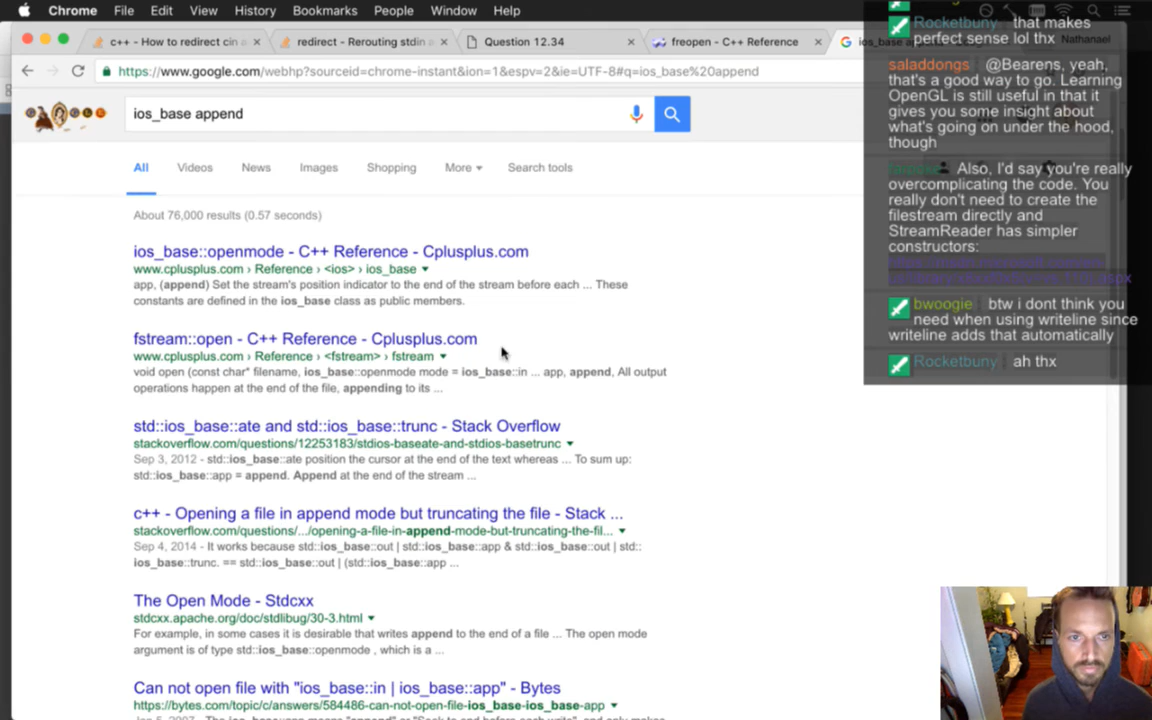 Chrome File Edit View History Bookmarks People Window Help
c++ - How to redirect cin a
redirect - Rerouting stdin a
Question 12.34
freopen - C++ Reference
ios_base
Nathanael
https://www.google.com/webhp?sourceid=chrome-instant&ion=1&espv=2&ie=UTF-8#q=ios_base%20append
ios_base append
All Videos News Images Shopping More Search tools
About 76,000 results (0.57 seconds)
ios_base::openmode - C++ Reference - Cplusplus.com
www.cplusplus.com › Reference › <ios> › ios_base
app, (append) Set the stream's position indicator to the end of the stream before each ... These
constants are defined in the ios_base class as public members.
fstream::open - C++ Reference - Cplusplus.com
www.cplusplus.com › Reference › <fstream> › fstream
void open (const char* filename, ios_base::openmode mode = ios_base::in ... app, append, All output
operations happen at the end of the file, appending to its ...
std::ios_base::ate and std::ios_base::trunc - Stack Overflow
stackoverflow.com/questions/12253183/stdios-baseate-and-stdios-basetrunc
Sep 3, 2012 - std::ios_base::ate position the cursor at the end of the text whereas ... To sum up:
std::ios_base::app = append. Append at the end of the stream ...
c++ - Opening a file in append mode but truncating the file - Stack ...
stackoverflow.com/questions/.../opening-a-file-in-append-mode-but-truncating-the-fil...
Sep 4, 2014 - It works because std::ios_base::out | std::ios_base::app & std::ios_base::out | std::
ios_base::trunc. == std::ios_base::out | (std::ios_base::app ...
The Open Mode - Stdcxx
stdcxx.apache.org/doc/stdlibug/30-3.html
For example, in some cases it is desirable that writes append to the end of a file ... The open mode
argument is of type std::ios_base::openmode , which is a ...
Can not open file with "ios_base::in | ios_base::app" - Bytes
https://bytes.com/topic/c/answers/584486-can-not-open-file-ios_base-ios_base-app
Rocketbuny that makes
perfect sense lol thx
saladdongs @Bearens, yeah,
that's a good way to go. Learning
OpenGL is still useful in that it
gives you some insight about
what's going on under the hood,
though
Also, I'd say you're really
overcomplicating the code. You
really don't need to create the
filestream directly and
StreamReader has simpler
constructors:
bwoogie btw i dont think you
need when using writeline since
writeline adds that automatically
Rocketbuny ah thx